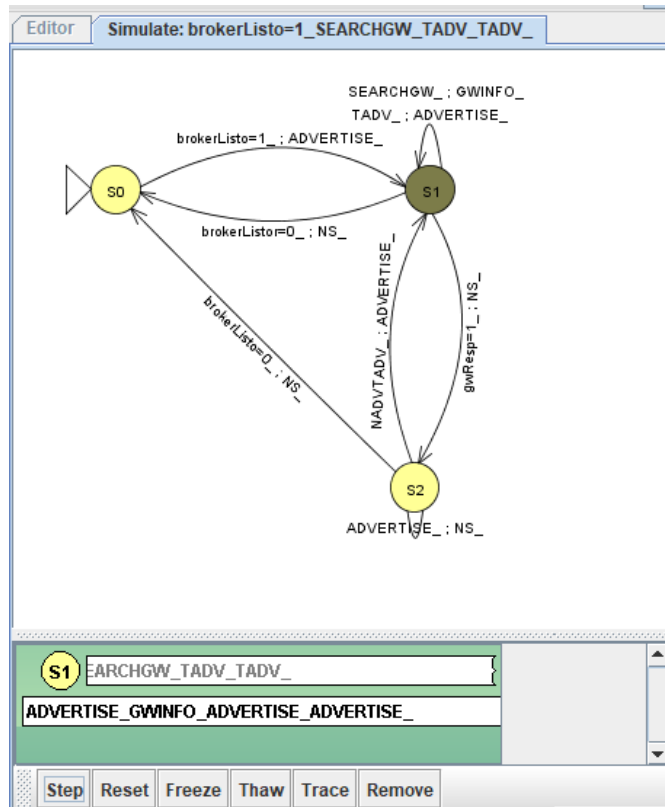 Editor
Simulate: brokerListo=1_SEARCHGW_TADV_TADV_
SEARCHGW_ ; GWINFO_
TADV_ ; ADVERTISE_
brokerListo=1_ ; ADVERTISE_
S0
S1
brokerListor=0_ ; NS_
brokerListo=0_ ; NS_
NADVTADV_ ; ADVERTISE_
gwResp=1_ ; NS_
S2
ADVERTISE_ ; NS_
S1
EARCHGW_TADV_TADV_
ADVERTISE_GWINFO_ADVERTISE_ADVERTISE_
Step Reset Freeze Thaw Trace Remove